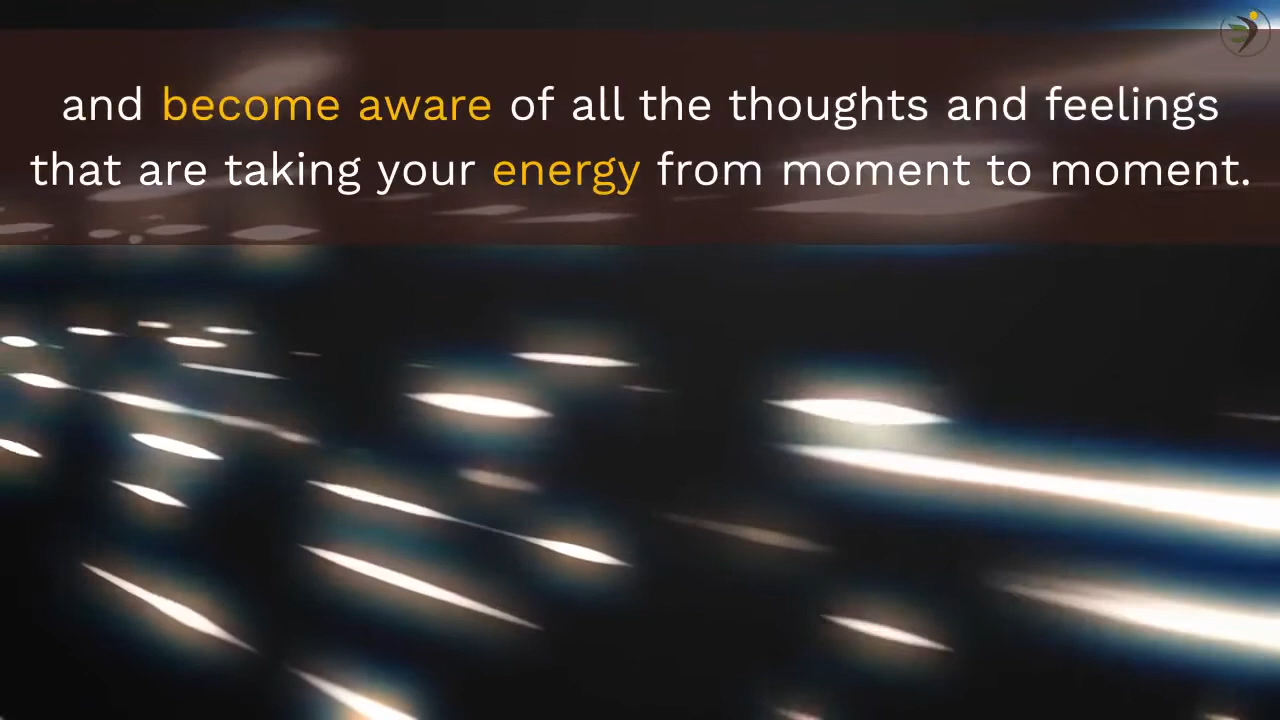 and become aware of all the thoughts and feelings
that are taking your energy from moment to moment.